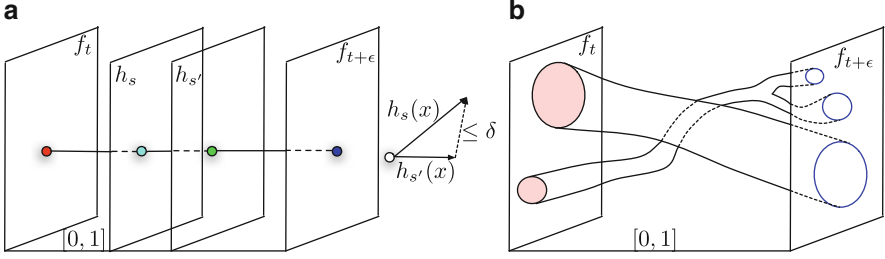 a
f_t
h_s
h_{s'}
f_{t+ϵ}
h_s(x)
≤ δ
h_{s'}(x)
[0, 1]
b
f_t
f_{t+ϵ}
[0, 1]